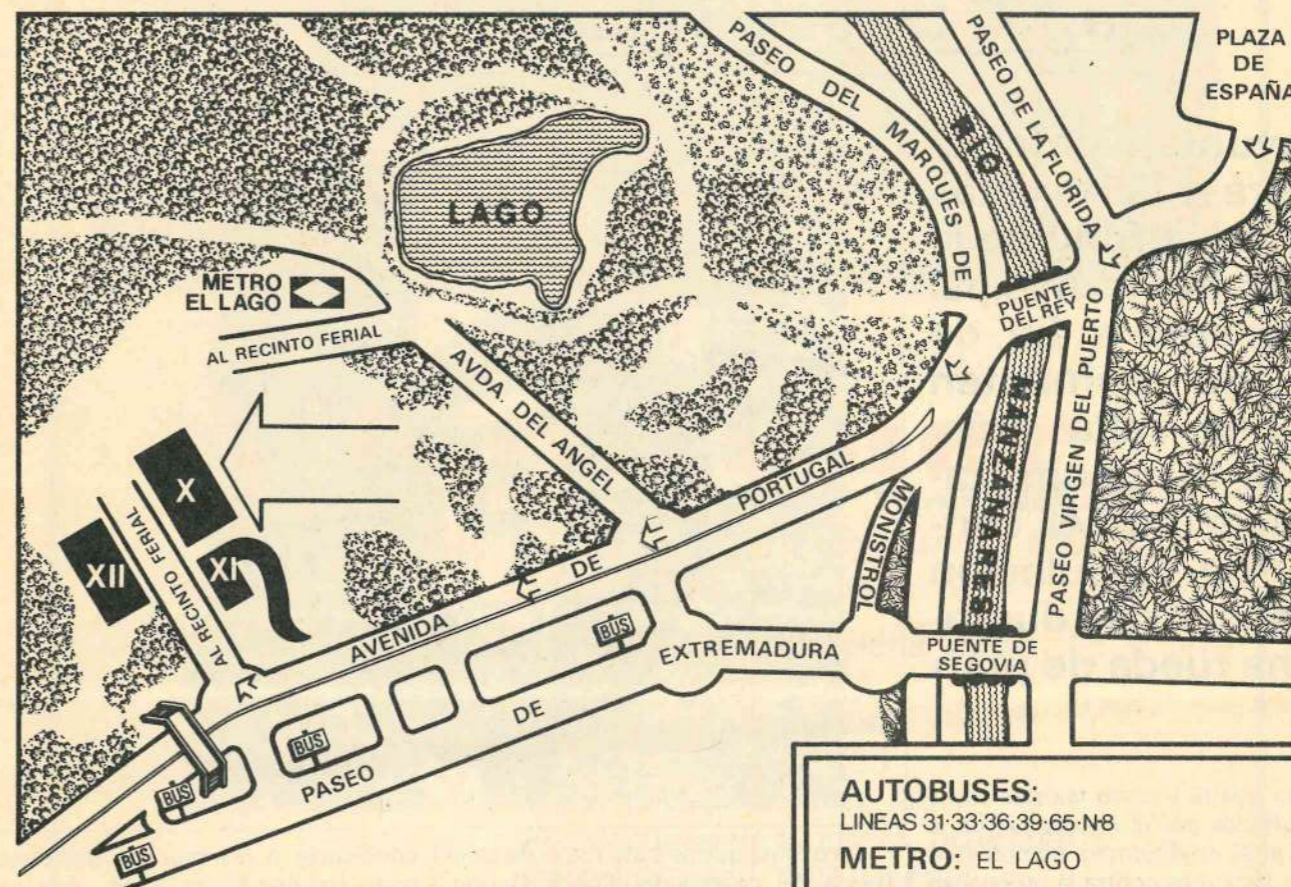 PASEO DEL MARQUES DE
MONISTROL
RIO
MANZANARES
PASEO DE LA FLORIDA
PLAZA
DE
ESPAÑA
LAGO
METRO
EL LAGO
AL RECINTO FERIAL
AVDA DEL ANGEL
PUENTE
DEL REY
PASEO VIRGEN DEL PUERTO
X
XI
XII
AL RECINTO FERIAL
AVENIDA DE PORTUGAL
BUS
BUS
BUS
BUS
PASEO DE EXTREMADURA
PUENTE DE
SEGOVIA
AUTOBUSES:
LINEAS 31·33·36·39·65·N-8
METRO: EL LAGO